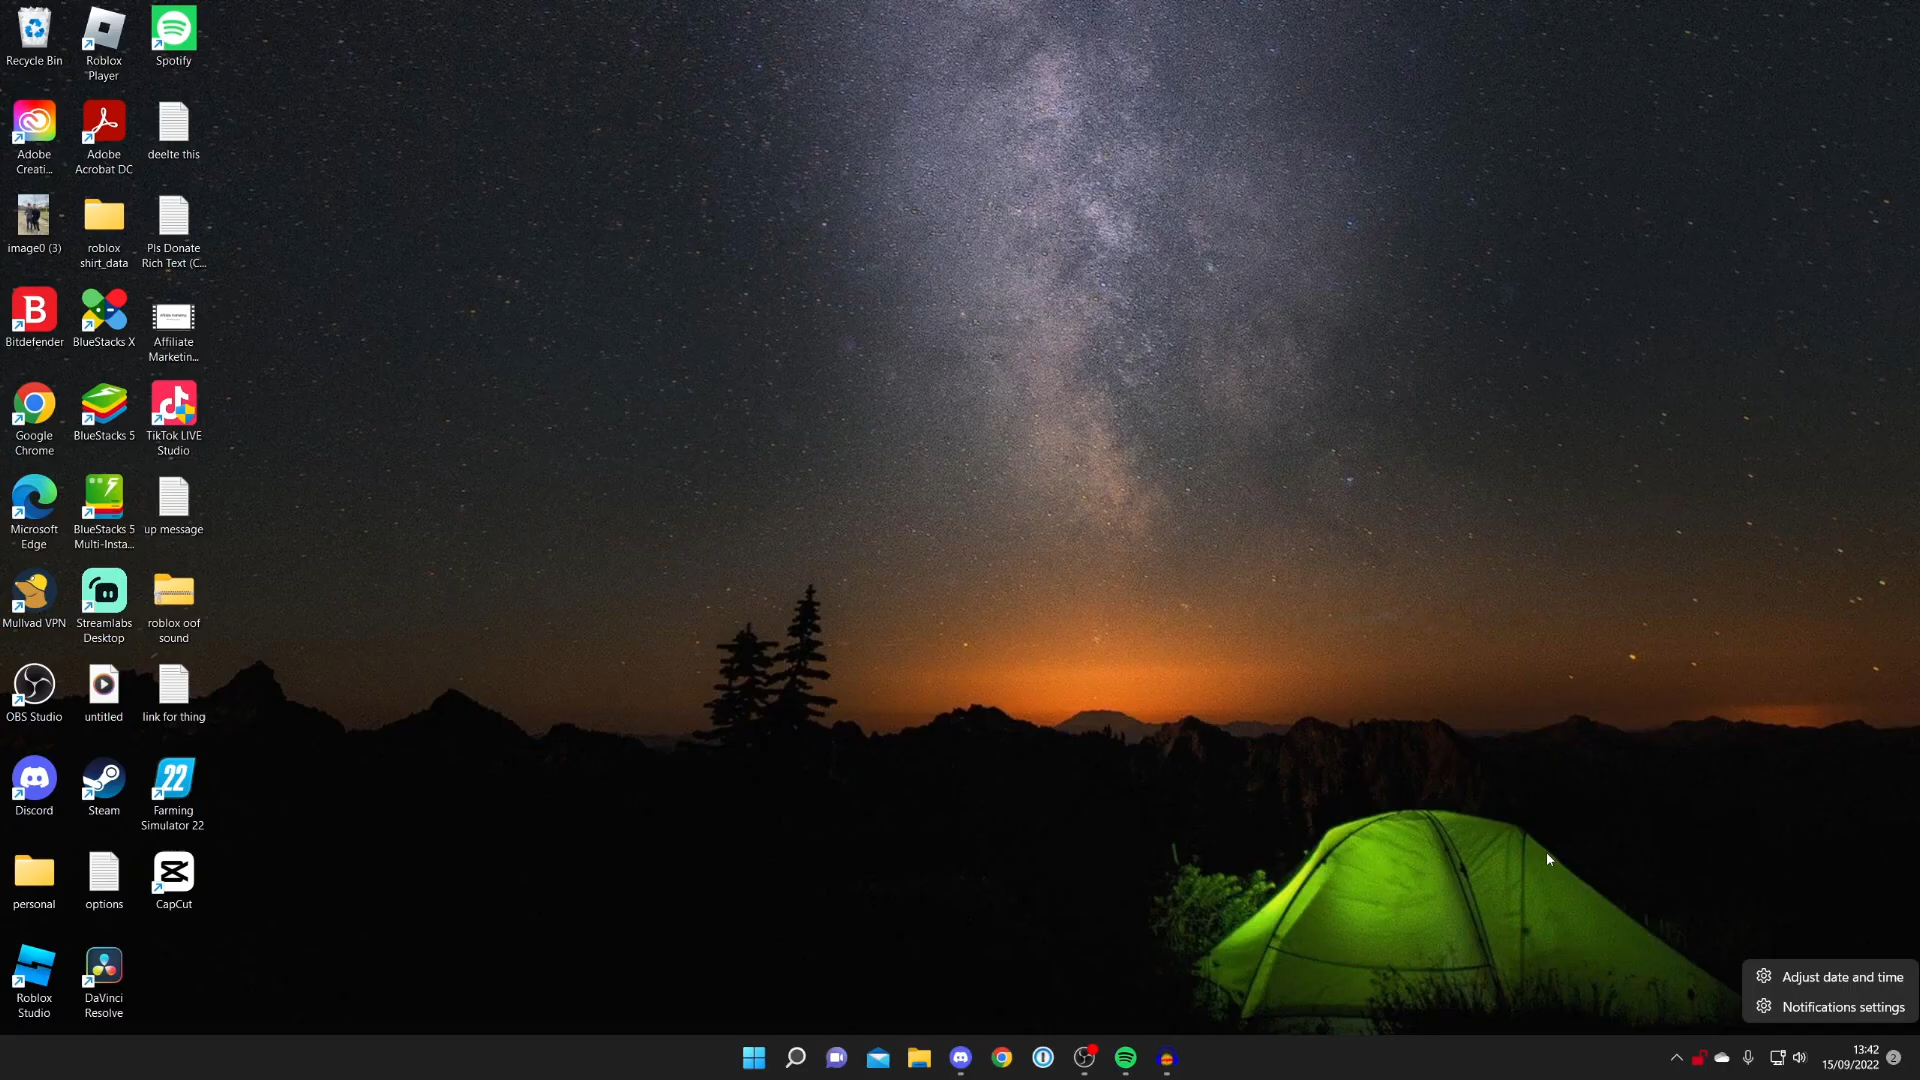 Recycle Bin
Roblox
Player
Spotify
Adobe
Creati...
Adobe
Acrobat DC
deelte this
image0 (3)
roblox
shirt_data
Pls Donate
Rich Text (C...
Bitdefender
BlueStacks X
Affiliate
Marketin...
Google
Chrome
BlueStacks 5
TikTok LIVE
Studio
Microsoft
Edge
BlueStacks 5
Multi-Insta...
up message
Mullvad VPN
Streamlabs
Desktop
roblox oof
sound
OBS Studio
untitled
link for thing
Discord
Steam
22
Farming
Simulator 22
personal
options
CapCut
Roblox
Studio
DaVinci
Resolve
Adjust date and time
Notifications settings
13:42
15/09/2022
2